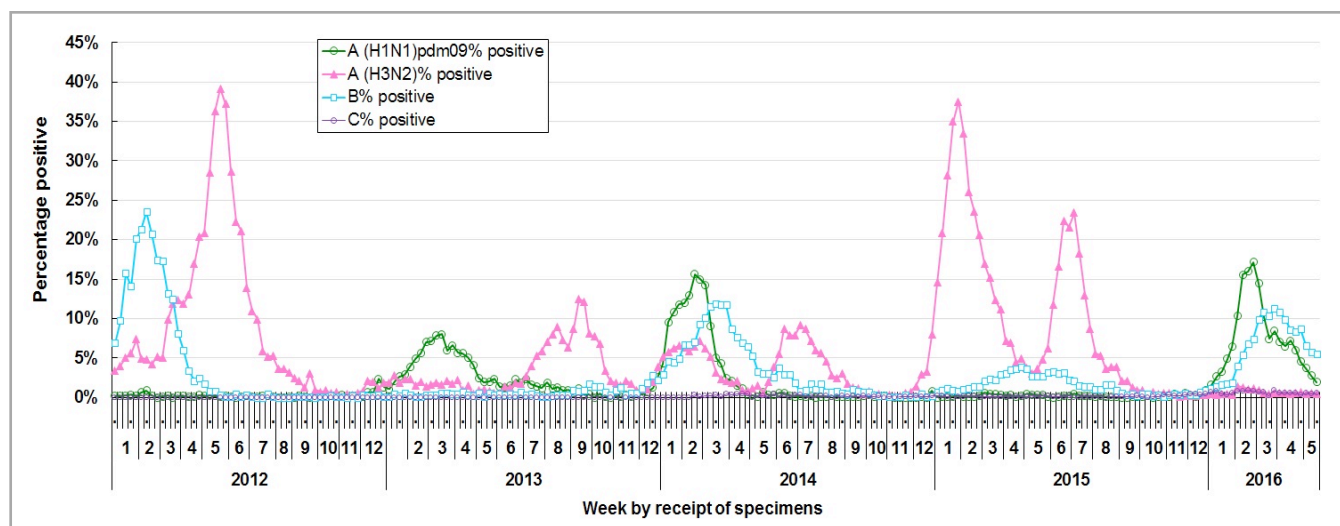 45%
40%
35%
30%
25%
20%
15%
10%
5%
0%
Percentage positive
A (H1N1)pdm09% positive
A (H3N2)% positive
B% positive
C% positive
1 2 3 4 5 6 7 8 9 10 11 12 2 3 4 5 6 7 8 9 10 11 12 1 2 3 4 5 6 7 8 9 10 11 12 1 2 3 4 5 6 7 8 9 10 11 12 1 2 3 4 5
2012 2013 2014 2015 2016
Week by receipt of specimens